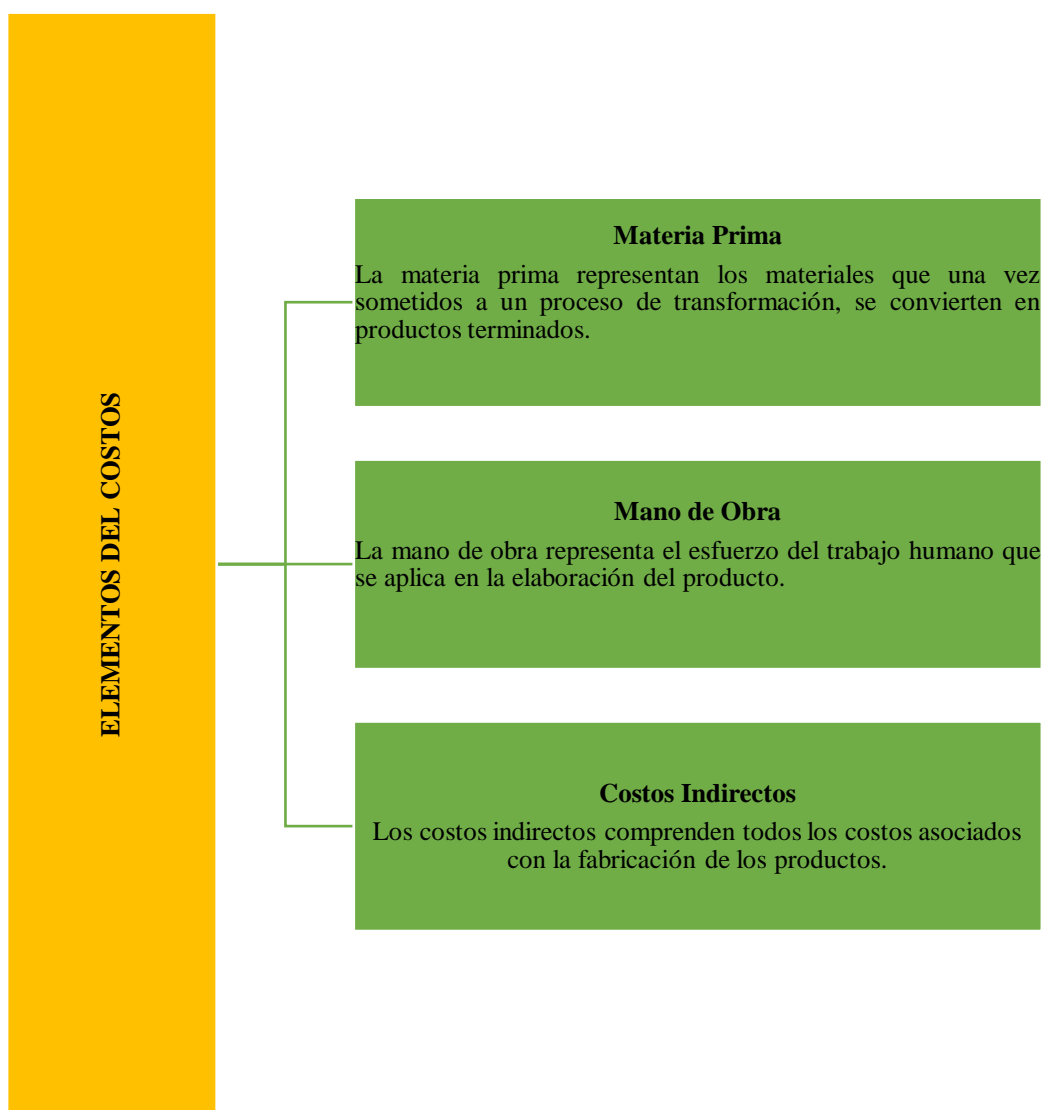 ELEMENTOS DEL COSTOS
Materia Prima
La materia prima representan los materiales que una vez
sometidos a un proceso de transformación, se convierten en
productos terminados.
Mano de Obra
La mano de obra representa el esfuerzo del trabajo humano que
se aplica en la elaboración del producto.
Costos Indirectos
Los costos indirectos comprenden todos los costos asociados
con la fabricación de los productos.